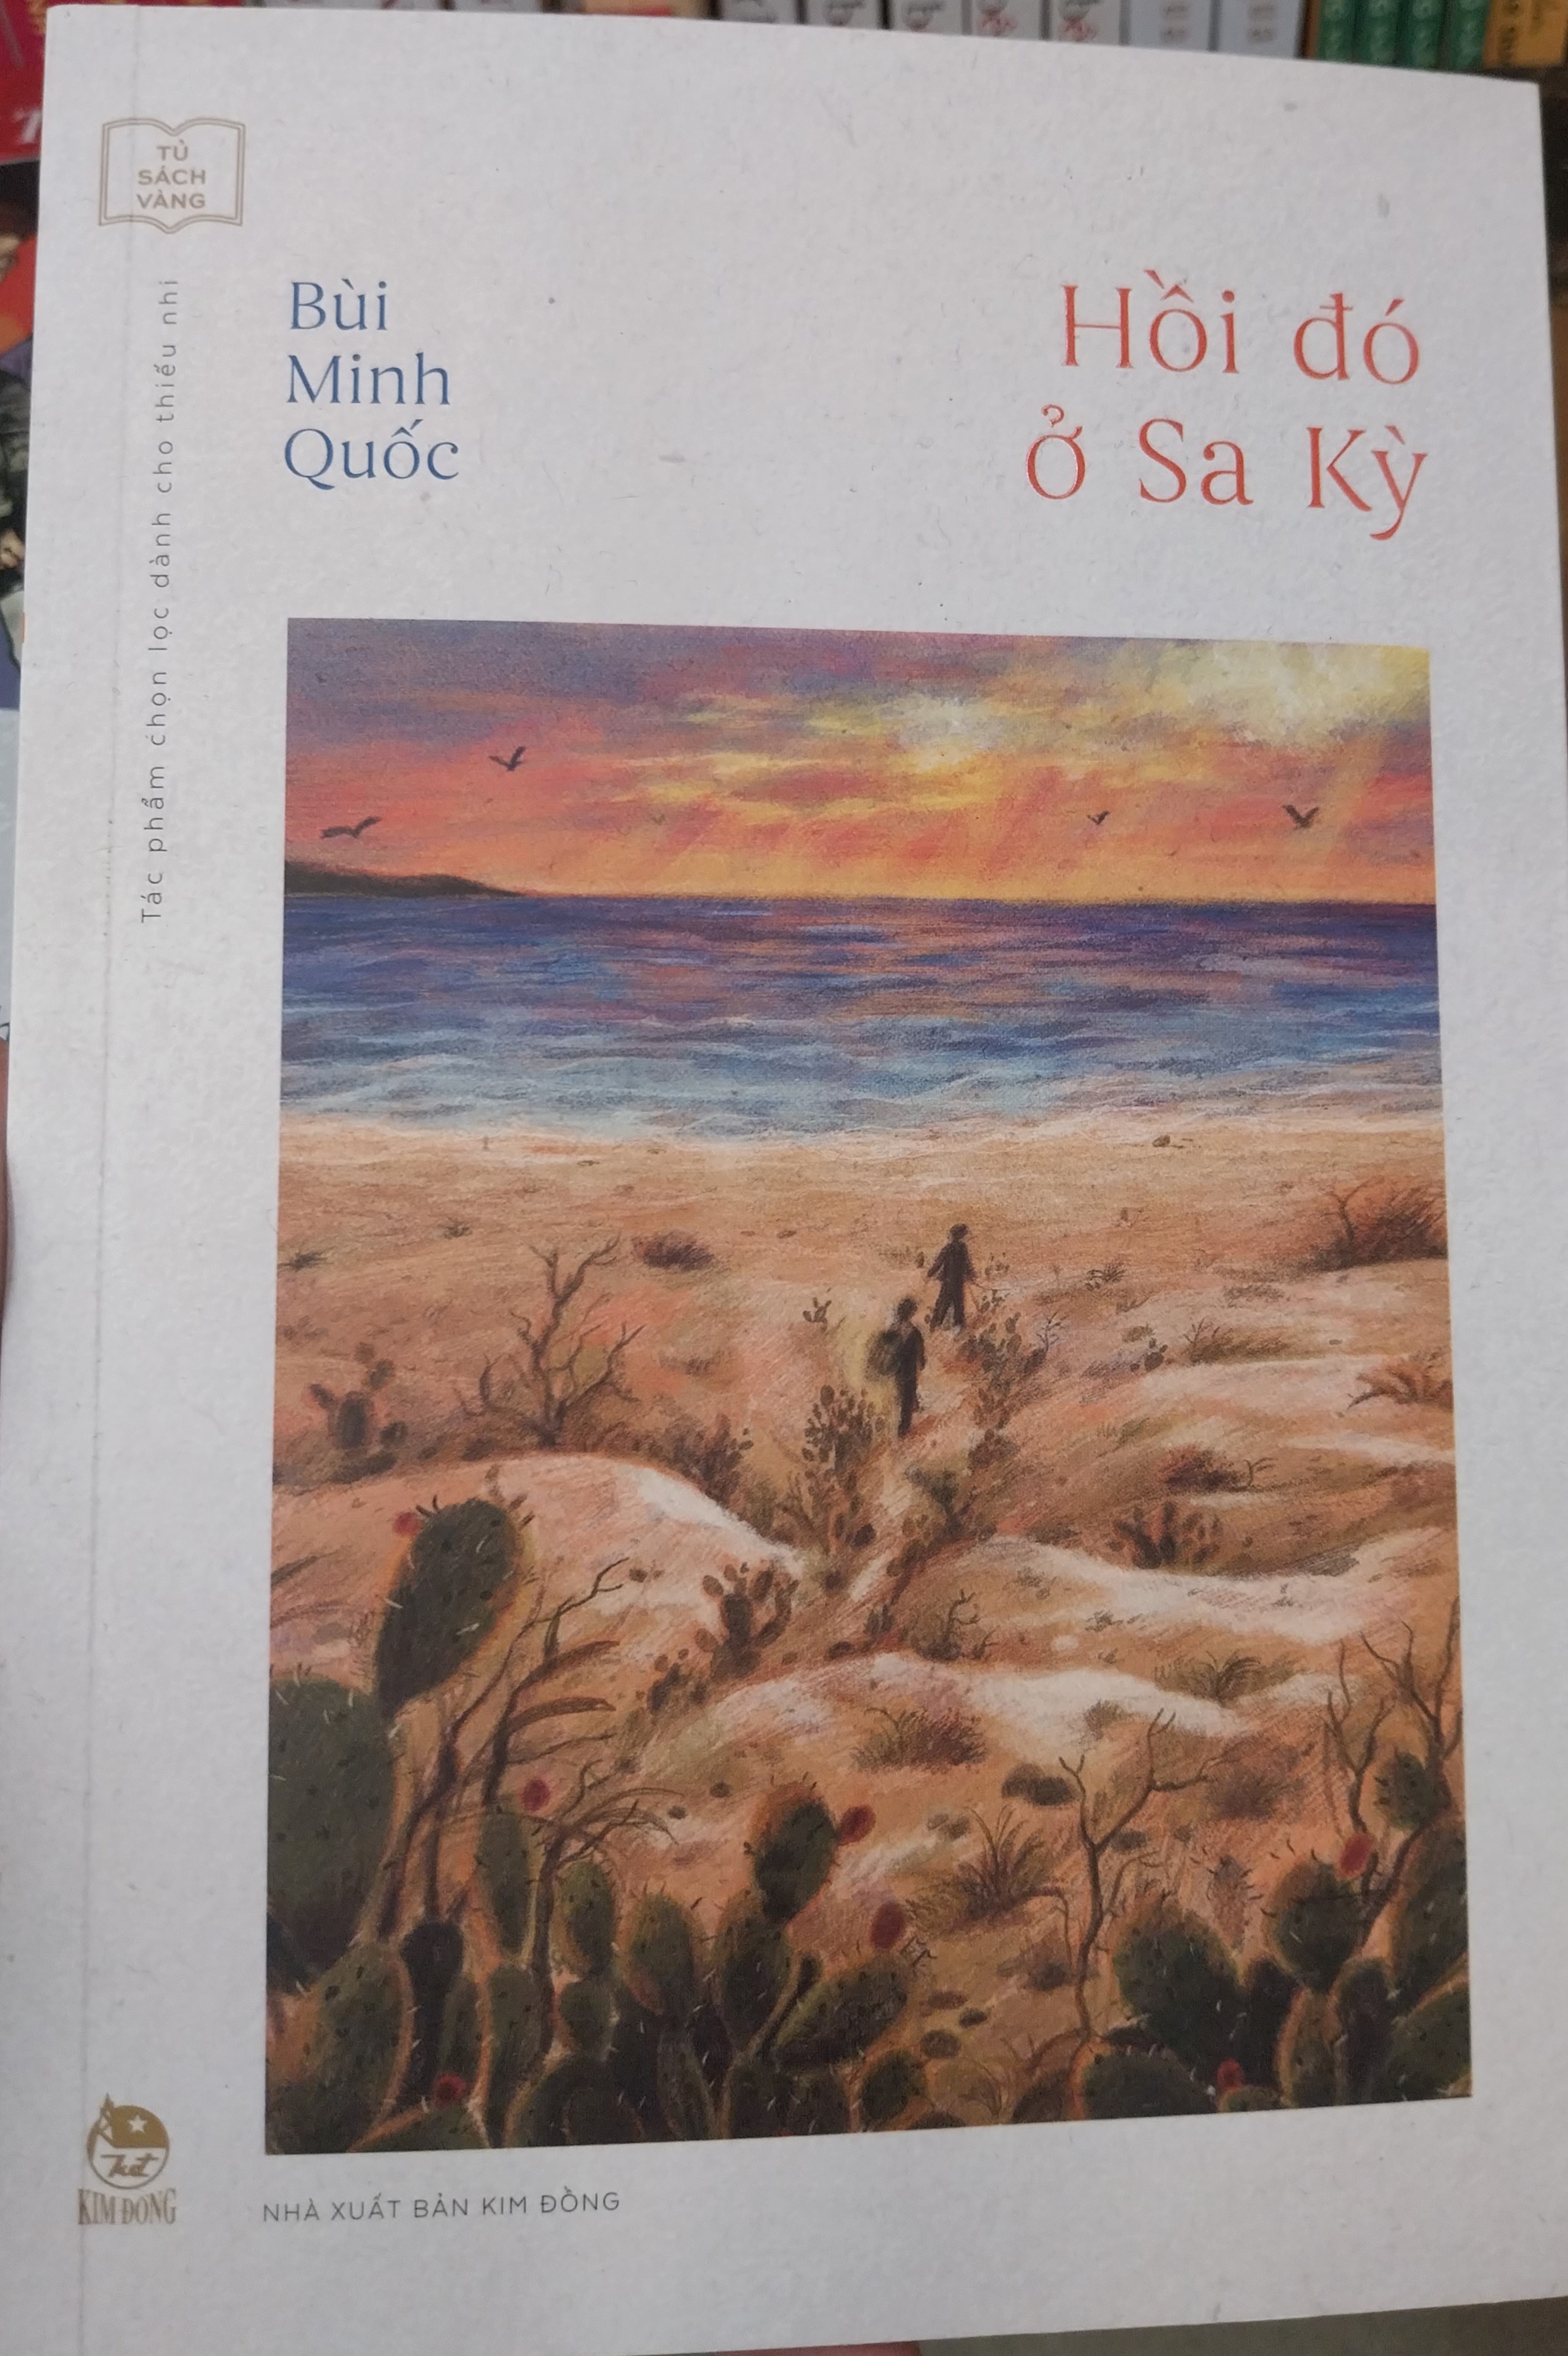 TỦ
SÁCH
VÀNG
Tác phẩm chọn lọc dành cho thiếu nhi
Bùi
Minh
Quốc
Hồi đó
ở Sa Kỳ
KIM ĐỒNG
NHÀ XUẤT BẢN KIM ĐỒNG